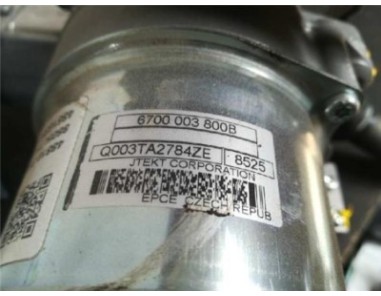 6700 003 800B
Q003TA2784ZE 8525
JTEKT CORPORATION
EPCE CZECH REPUB